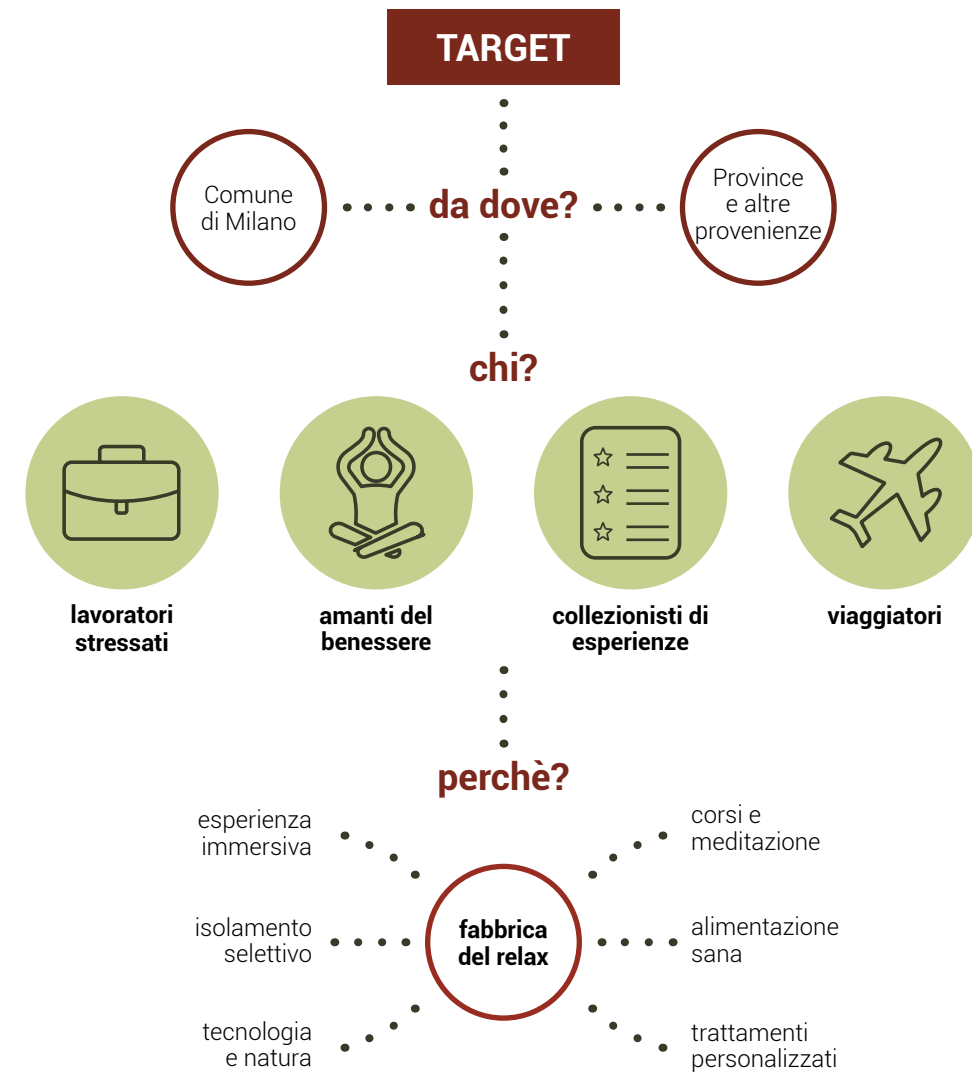 TARGET
Comune
di Milano
da dove?
Province
e altre
provenienze
chi?
lavoratori
stressati
amanti del
benessere
collezionisti di
esperienze
viaggiatori
perchè?
esperienza
immersiva
corsi e
meditazione
isolamento
selettivo
fabbrica
del relax
alimentazione
sana
tecnologia
e natura
trattamenti
personalizzati